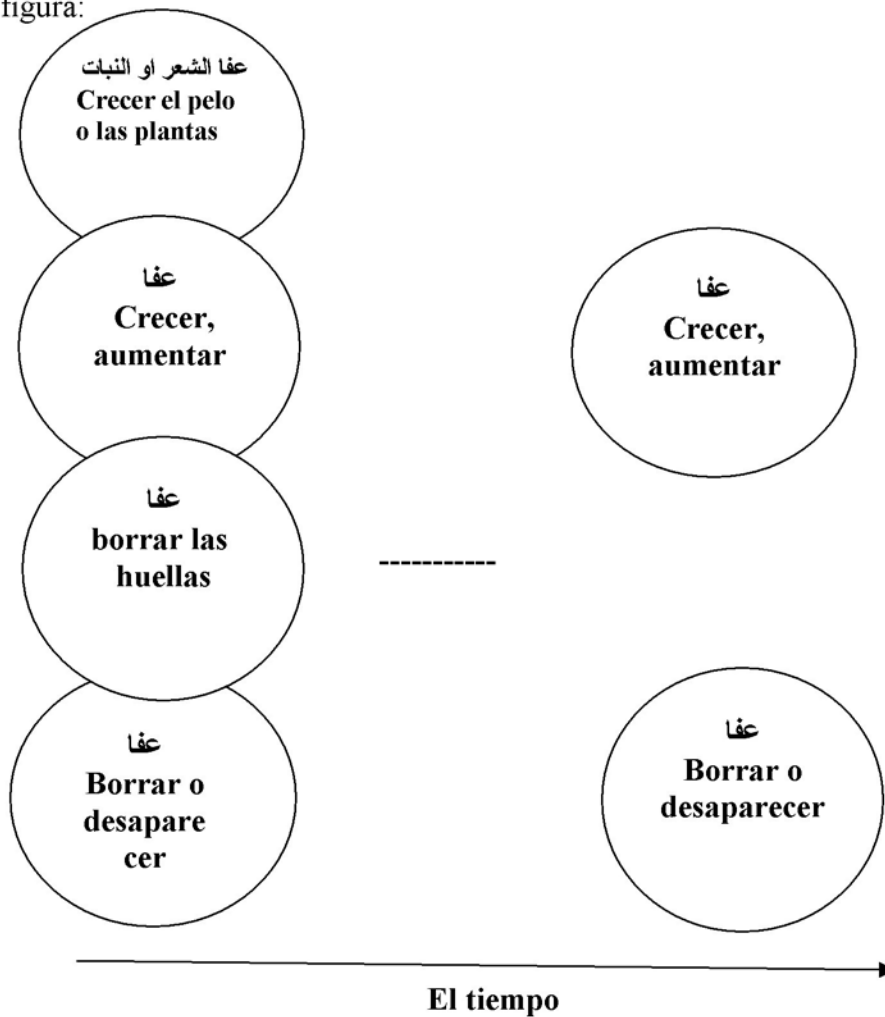 figura:
عفا الشعر او النبات
Crecer el pelo
o las plantas
عفا
Crecer,
aumentar
عفا
Crecer,
aumentar
عفا
borrar las
huellas
-----------
عفا
Borrar o
desapare
cer
عفا
Borrar o
desaparecer
El tiempo